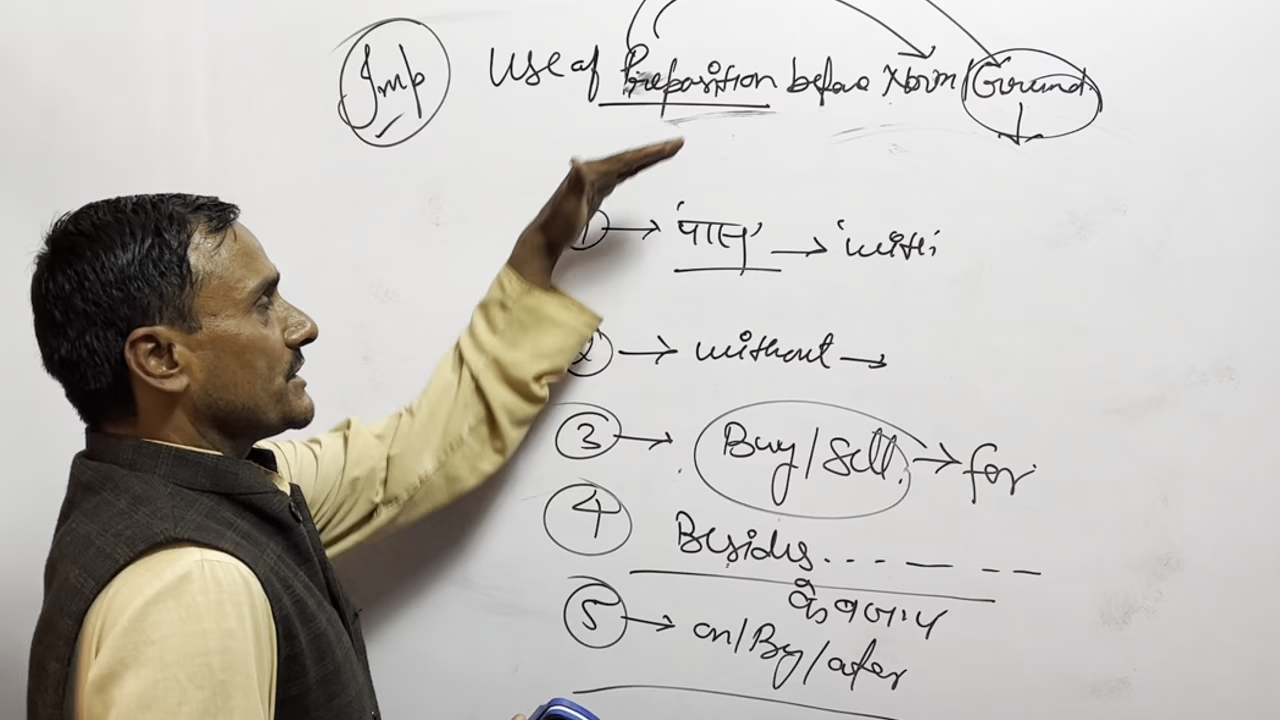 Imp Use of Preposition before Noun/Gerund
① → 'पास' → 'with'
② → without →
③ → Buy/Sell. → for
④ Besides. . . - — - —
के बजाय
⑤ → on/By/after